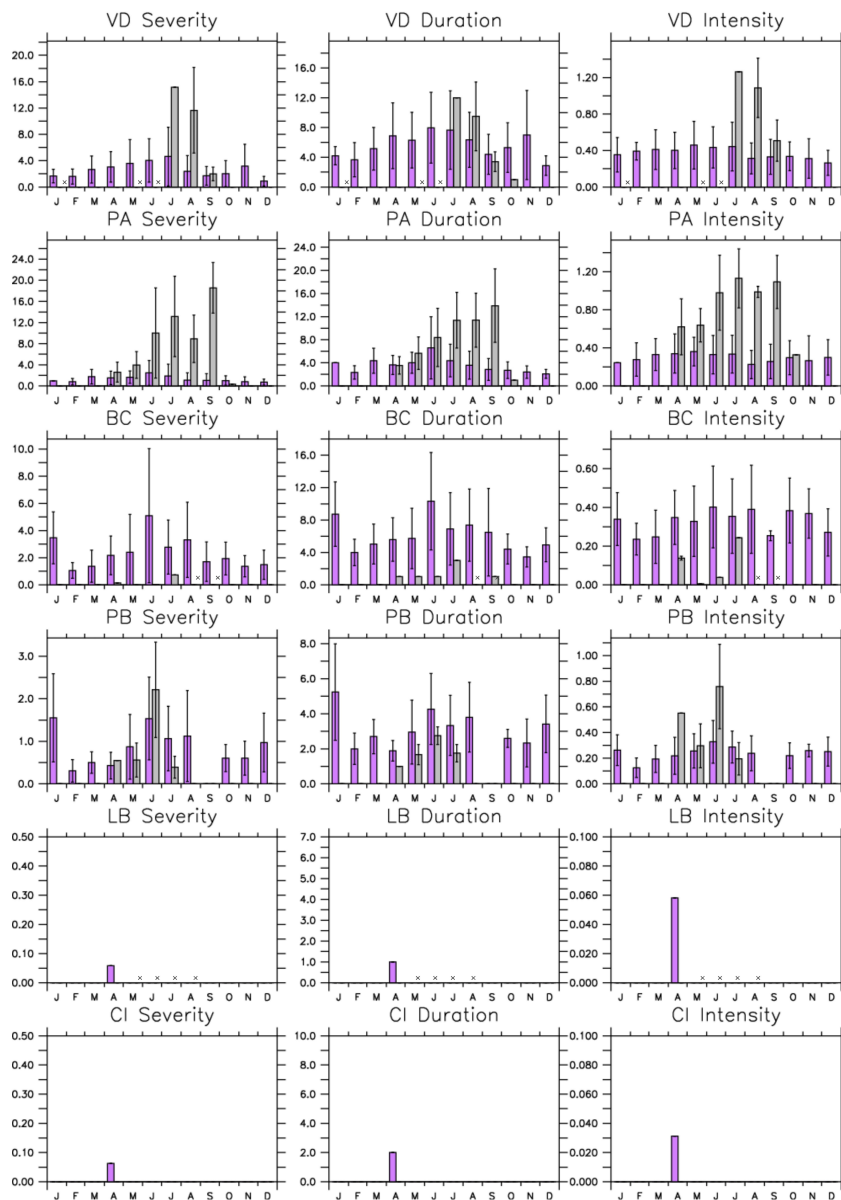 VD Severity VD Duration VD Intensity
20.0 20.0
16.0 16.0 1.20
12.0 12.0 0.80
8.0 8.0
4.0 4.0 0.40
0.0 0.0 0.00
J F M A M J J A S O N D J F M A M J J A S O N D J F M A M J J A S O N D
PA Severity PA Duration PA Intensity
24.0 24.0 1.20
20.0 20.0
16.0 16.0 0.80
12.0 12.0
8.0 8.0 0.40
4.0 4.0
0.0 0.0 0.00
J F M A M J J A S O N D J F M A M J J A S O N D J F M A M J J A S O N D
BC Severity BC Duration BC Intensity
10.0 16.0 0.60
8.0 12.0
6.0 0.40
4.0 8.0
2.0 4.0 0.20
0.0 0.0 0.00
J F M A M J J A S O N D J F M A M J J A S O N D J F M A M J J A S O N D
PB Severity PB Duration PB Intensity
3.0 8.0 1.00
6.0 0.80
2.0 0.60
4.0
1.0 0.40
2.0 0.20
0.0 0.0 0.00
J F M A M J J A S O N D J F M A M J J A S O N D J F M A M J J A S O N D
LB Severity LB Duration LB Intensity
0.50 7.0 0.100
0.40 6.0 0.080
0.30 5.0 0.060
4.0
0.20 3.0 0.040
0.10 2.0 0.020
1.0
0.00 0.0 0.000
J F M A M J J A S O N D J F M A M J J A S O N D J F M A M J J A S O N D
CI Severity CI Duration CI Intensity
0.50 10.0 0.100
0.40 8.0 0.080
0.30 6.0 0.060
0.20 4.0 0.040
0.10 2.0 0.020
0.00 0.0 0.000
J F M A M J J A S O N D J F M A M J J A S O N D J F M A M J J A S O N D